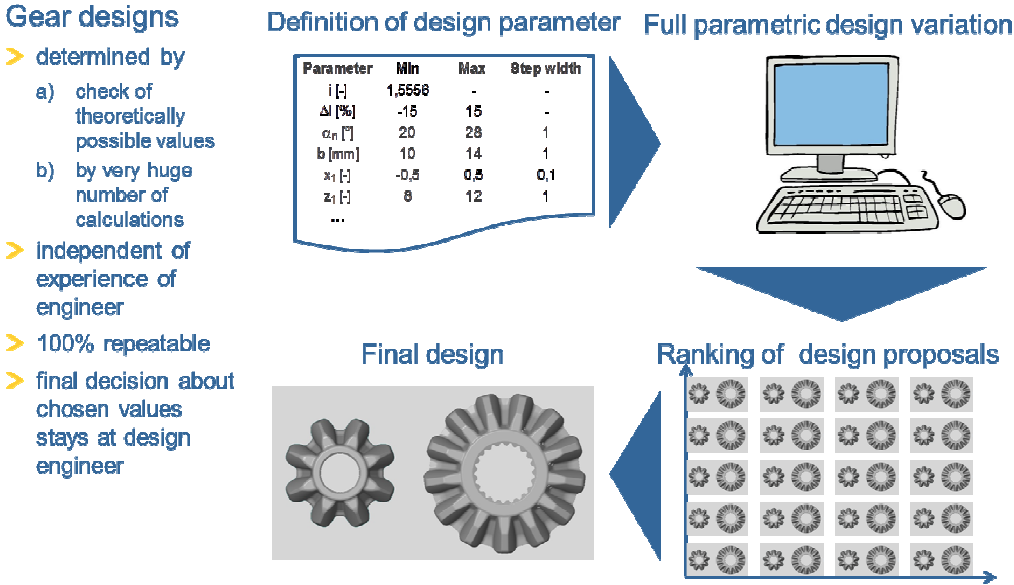 Gear designs
determined by
a) check of
theoretically
possible values
b) by very huge
number of
calculations
independent of
experience of
engineer
100% repeatable
final decision about
chosen values
stays at design
engineer
Definition of design parameter
Parameter Min Max Step width
i [-] 1,5556 - -
Δi [%] -15 15 -
αn [°] 20 28 1
b [mm] 10 14 1
x1 [-] -0,5 0,5 0,1
z1 [-] 8 12 1
...
Full parametric design variation
Final design
Ranking of design proposals